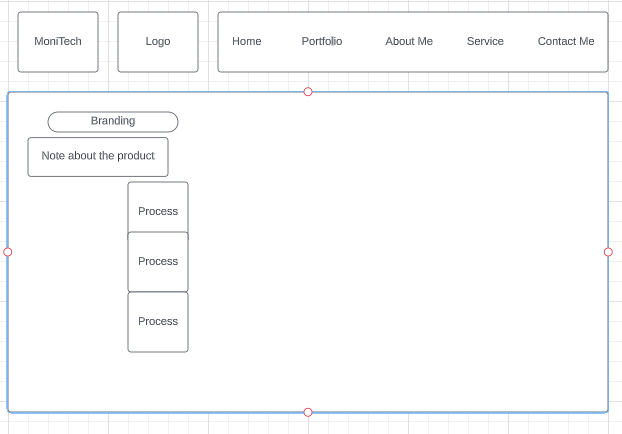 MoniTech
Logo
Home Portfolio About Me Service Contact Me
Branding
Note about the product
Process
Process
Process